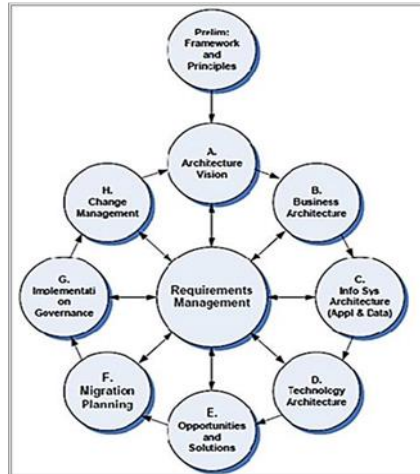 Prelim:
Framework
and
Principles
A.
Architecture
Vision
H.
Change
Management
B.
Business
Architecture
G.
Implementati
on
Governance
Requirements
Management
C.
Info Sys
Architecture
(Appl & Data)
F.
Migration
Planning
D.
Technology
Architecture
E.
Opportunities
and
Solutions